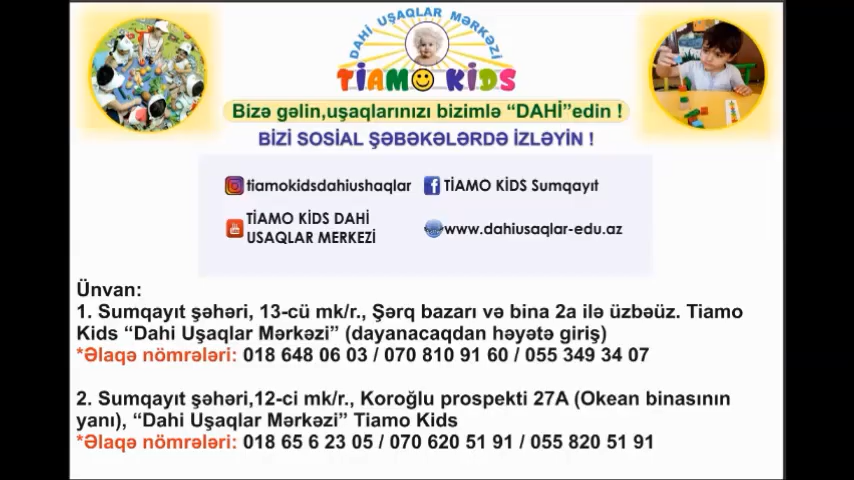 DAHİ UŞAQLAR MƏRKƏZİ
TİAMO KİDS
Bizə gəlin,uşaqlarınızı bizimlə “DAHİ”edin !
BİZİ SOSİAL ŞƏBƏKƏLƏRDƏ İZLƏYİN !
tiamokidsdahiushaqlar
TİAMO KİDS Sumqayıt
TİAMO KİDS DAHİ
USAQLAR MERKEZİ
www.dahiusaqlar-edu.az
Ünvan:
1. Sumqayıt şəhəri, 13-cü mk/r., Şərq bazarı və bina 2a ilə üzbəüz. Tiamo
Kids “Dahi Uşaqlar Mərkəzi” (dayanacaqdan həyətə giriş)
*Əlaqə nömrələri: 018 648 06 03 / 070 810 91 60 / 055 349 34 07
2. Sumqayıt şəhəri,12-ci mk/r., Koroğlu prospekti 27A (Okean binasının
yanı), “Dahi Uşaqlar Mərkəzi” Tiamo Kids
*Əlaqə nömrələri: 018 65 6 23 05 / 070 620 51 91 / 055 820 51 91